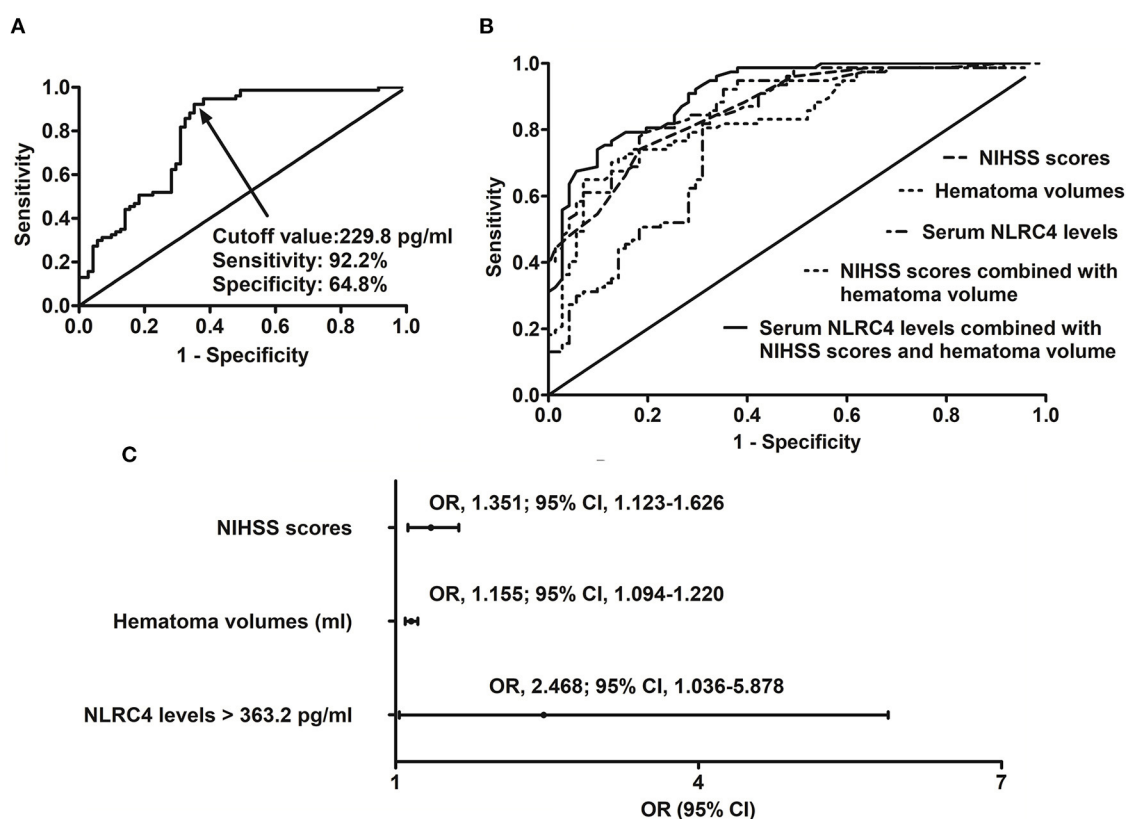 A
1.0
0.8
0.6
0.4
0.2
0.0
Sensitivity
Cutoff value:229.8 pg/ml
Sensitivity: 92.2%
Specificity: 64.8%
0.0 0.2 0.4 0.6 0.8 1.0
1 - Specificity
B
1.0
0.8
0.6
0.4
0.2
0.0
Sensitivity
NIHSS scores
Hematoma volumes
Serum NLRC4 levels
NIHSS scores combined with
hematoma volume
Serum NLRC4 levels combined with
NIHSS scores and hematoma volume
0.0 0.2 0.4 0.6 0.8 1.0
1 - Specificity
C
OR, 1.351; 95% CI, 1.123-1.626
NIHSS scores
OR, 1.155; 95% CI, 1.094-1.220
Hematoma volumes (ml)
OR, 2.468; 95% CI, 1.036-5.878
NLRC4 levels > 363.2 pg/ml
1 4 7
OR (95% CI)